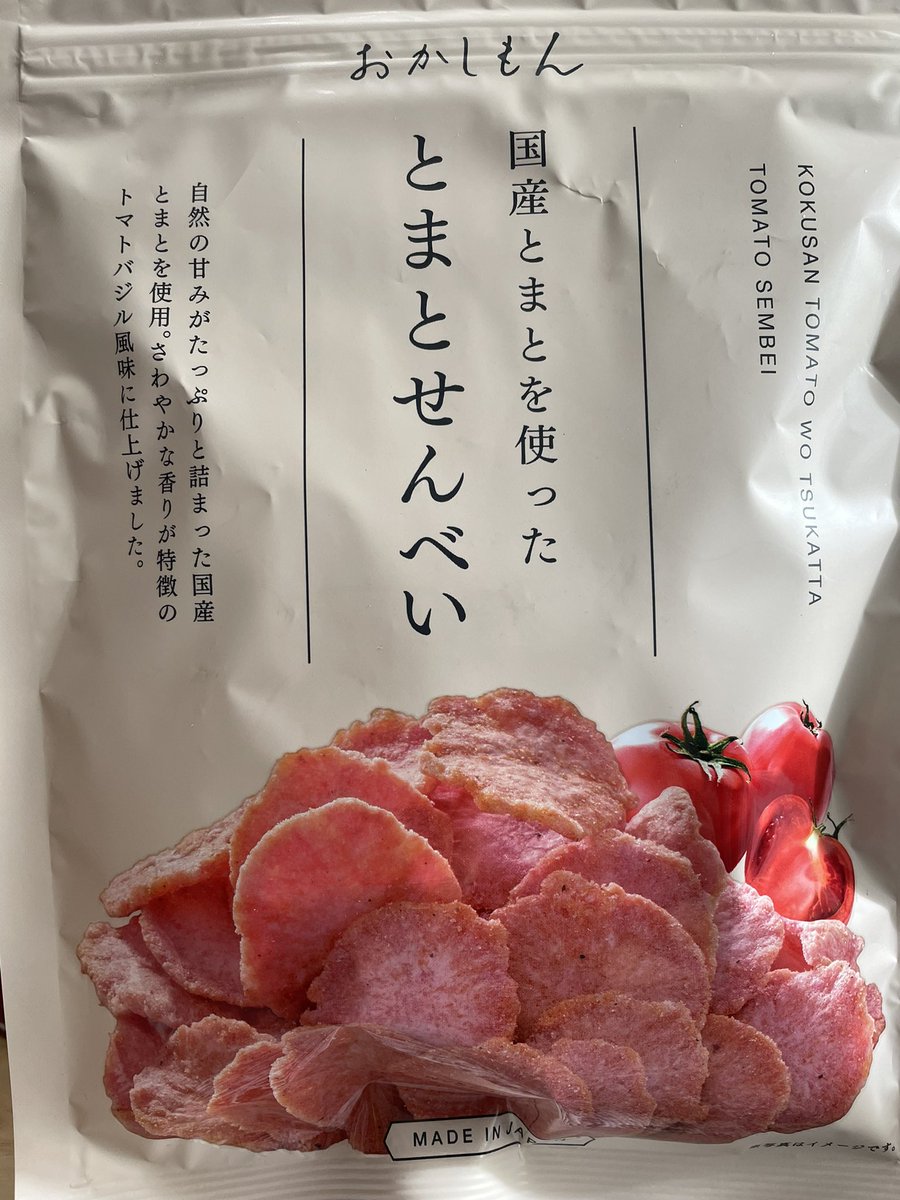 おかしもん
KOKUSAN TOMATO WO TSUKATTA
TOMATO SEMBEI
国産とまとを使った
とまとせんべい
自然の甘みがたっぷりと詰まった国産
とまとを使用。さわやかな香りが特徴の
トマトバジル風味に仕上げました。
MADE IN JA
※写真はイメージです。